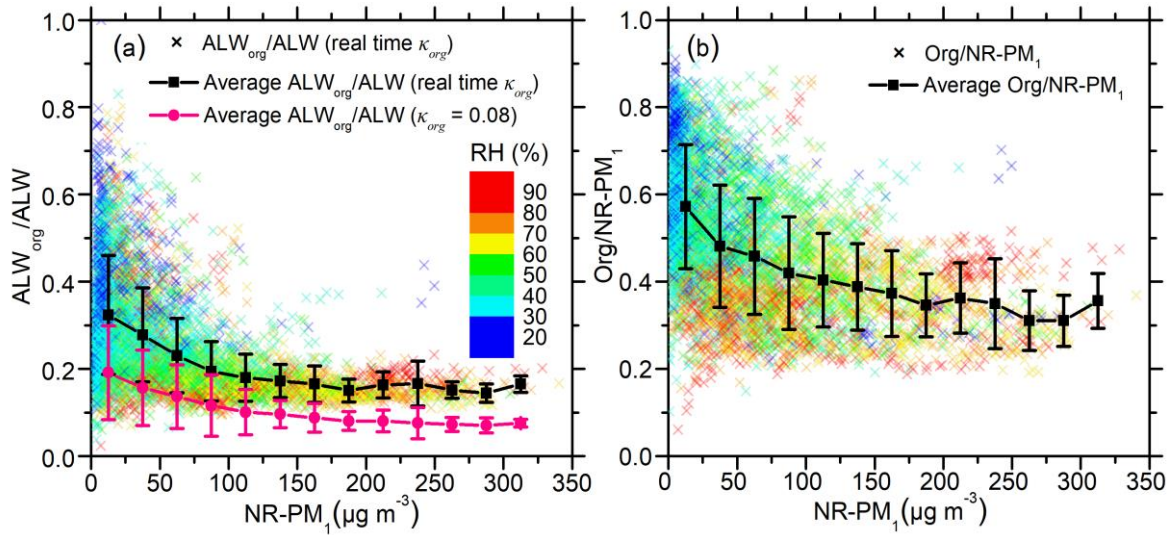 (a)
× ALWorg/ALW (real time κorg)
Average ALWorg/ALW (real time κorg)
Average ALWorg/ALW (κorg = 0.08)
RH (%)
90
80
70
60
50
40
30
20
1.0
0.8
0.6
0.4
0.2
0.0
ALWorg/ALW
0 50 100 150 200 250 300 350
NR-PM1(µg m-3)
(b)
× Org/NR-PM1
Average Org/NR-PM1
1.0
0.8
0.6
0.4
0.2
0.0
Org/NR-PM1
0 50 100 150 200 250 300 350
NR-PM1(µg m-3)